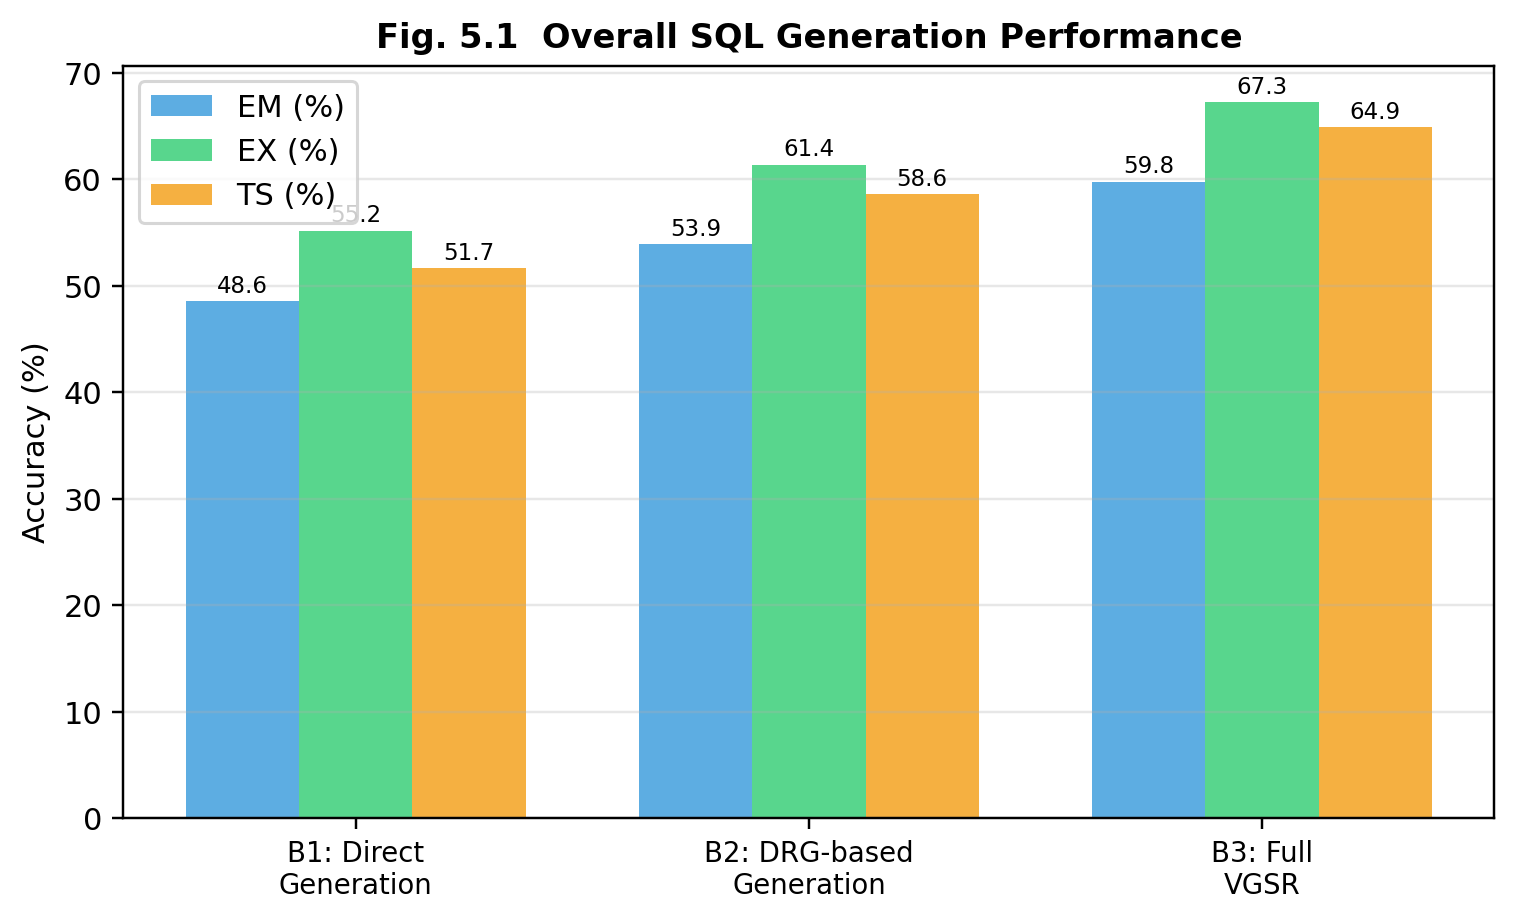 Fig. 5.1  Overall SQL Generation Performance
EM (%)
EX (%)
TS (%)
Accuracy (%)
70
60
50
40
30
20
10
0
48.6
55.2
51.7
53.9
61.4
58.6
59.8
67.3
64.9
B1: Direct
Generation
B2: DRG-based
Generation
B3: Full
VGSR